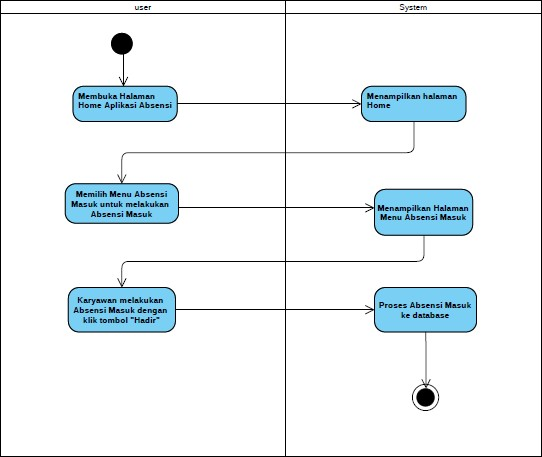 user
System
Membuka Halaman
Home Aplikasi Absensi
Menampilkan halaman
Home
Memilih Menu Absensi
Masuk untuk melakukan
Absensi Masuk
Menampilkan Halaman
Menu Absensi Masuk
Karyawan melakukan
Absensi Masuk dengan
klik tombol "Hadir"
Proses Absensi Masuk
ke database